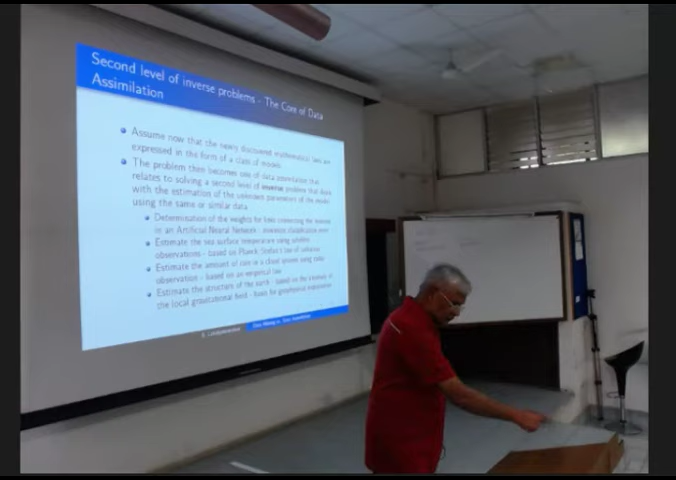 Second level of inverse problems - The Core of Data
Assimilation
Assume now that the newly discovered mathematical laws are
expressed in the form of a class of models
The problem then becomes one of data assimilation that
relates to solving a second level of inverse problems that deals
with the estimation of the unknown parameters of the model
using the same or similar data
Determination of the weights for links connecting the
in an Artificial Neural Network - classification error
Estimate the sea surface temperature using satellite
observations - based on Planck Stefan's law of radiation
Estimate the amount of rain in a cloud system using radar
observation - based on an empirical law
Estimate the structure of the earth - based on the of
the local gravitational field - basis for geophysical exploration